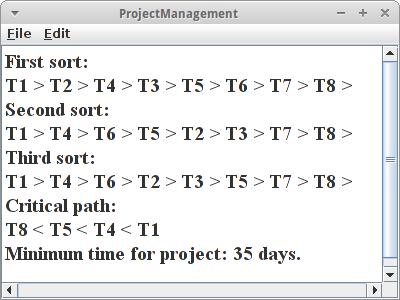 ProjectManagement
File Edit
First sort:
T1 > T2 > T4 > T3 > T5 > T6 > T7 > T8 >
Second sort:
T1 > T4 > T6 > T5 > T2 > T3 > T7 > T8 >
Third sort:
T1 > T4 > T6 > T2 > T3 > T5 > T7 > T8 >
Critical path:
T8 < T5 < T4 < T1
Minimum time for project: 35 days.